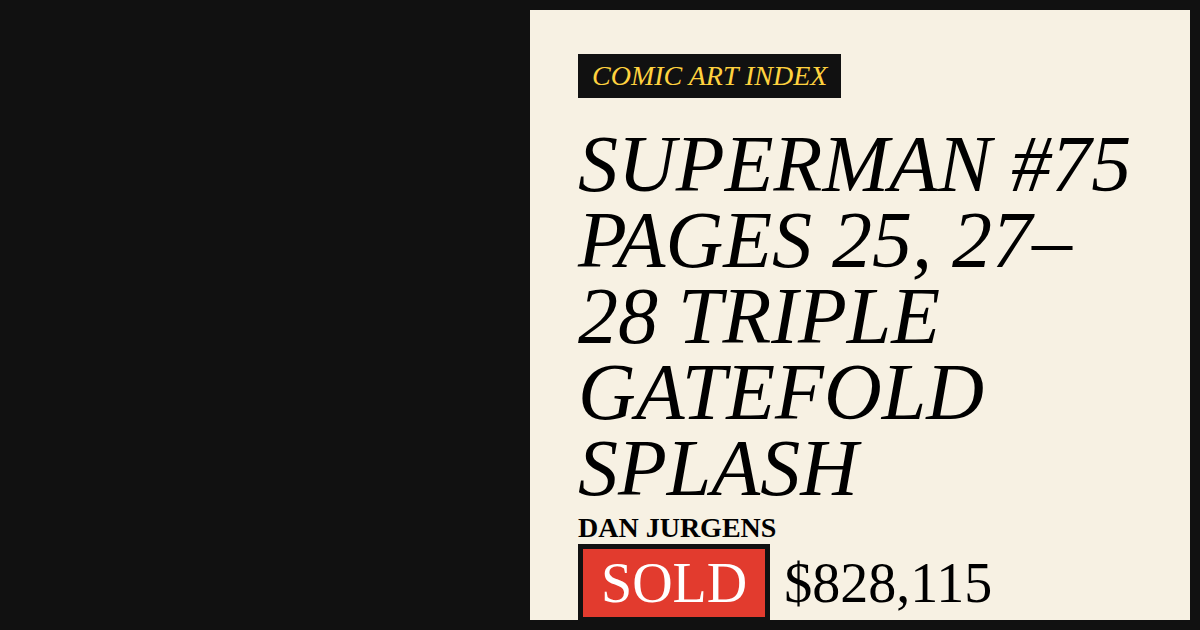 COMIC ART INDEX
SUPERMAN #75
PAGES 25, 27–
28 TRIPLE
GATEFOLD
SPLASH
DAN JURGENS
SOLD $828,115